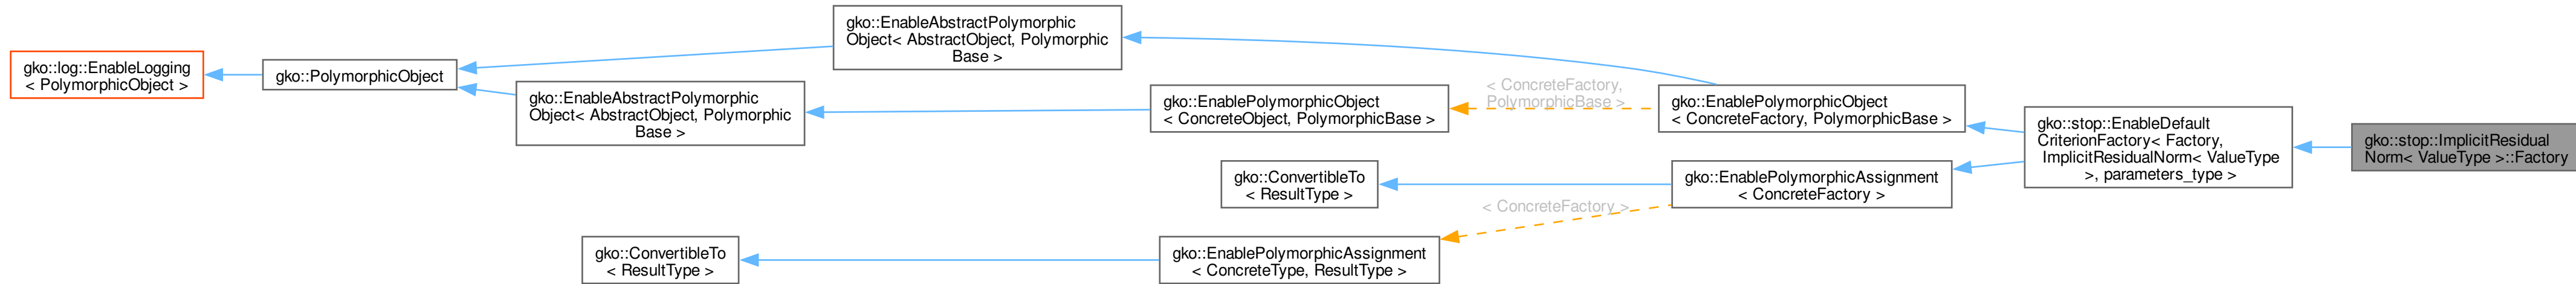 gko::log::EnableLogging
< PolymorphicObject >
gko::PolymorphicObject
gko::EnableAbstractPolymorphic
Object< AbstractObject, Polymorphic
Base >
gko::EnableAbstractPolymorphic
Object< AbstractObject, Polymorphic
Base >
gko::EnablePolymorphicObject
< ConcreteObject, PolymorphicBase >
< ConcreteFactory,
PolymorphicBase >
gko::EnablePolymorphicObject
< ConcreteFactory, PolymorphicBase >
gko::ConvertibleTo
< ResultType >
gko::EnablePolymorphicAssignment
< ConcreteFactory >
< ConcreteFactory >
gko::ConvertibleTo
< ResultType >
gko::EnablePolymorphicAssignment
< ConcreteType, ResultType >
gko::stop::EnableDefault
CriterionFactory< Factory,
ImplicitResidualNorm< ValueType
>, parameters_type >
gko::stop::ImplicitResidual
Norm< ValueType >::Factory